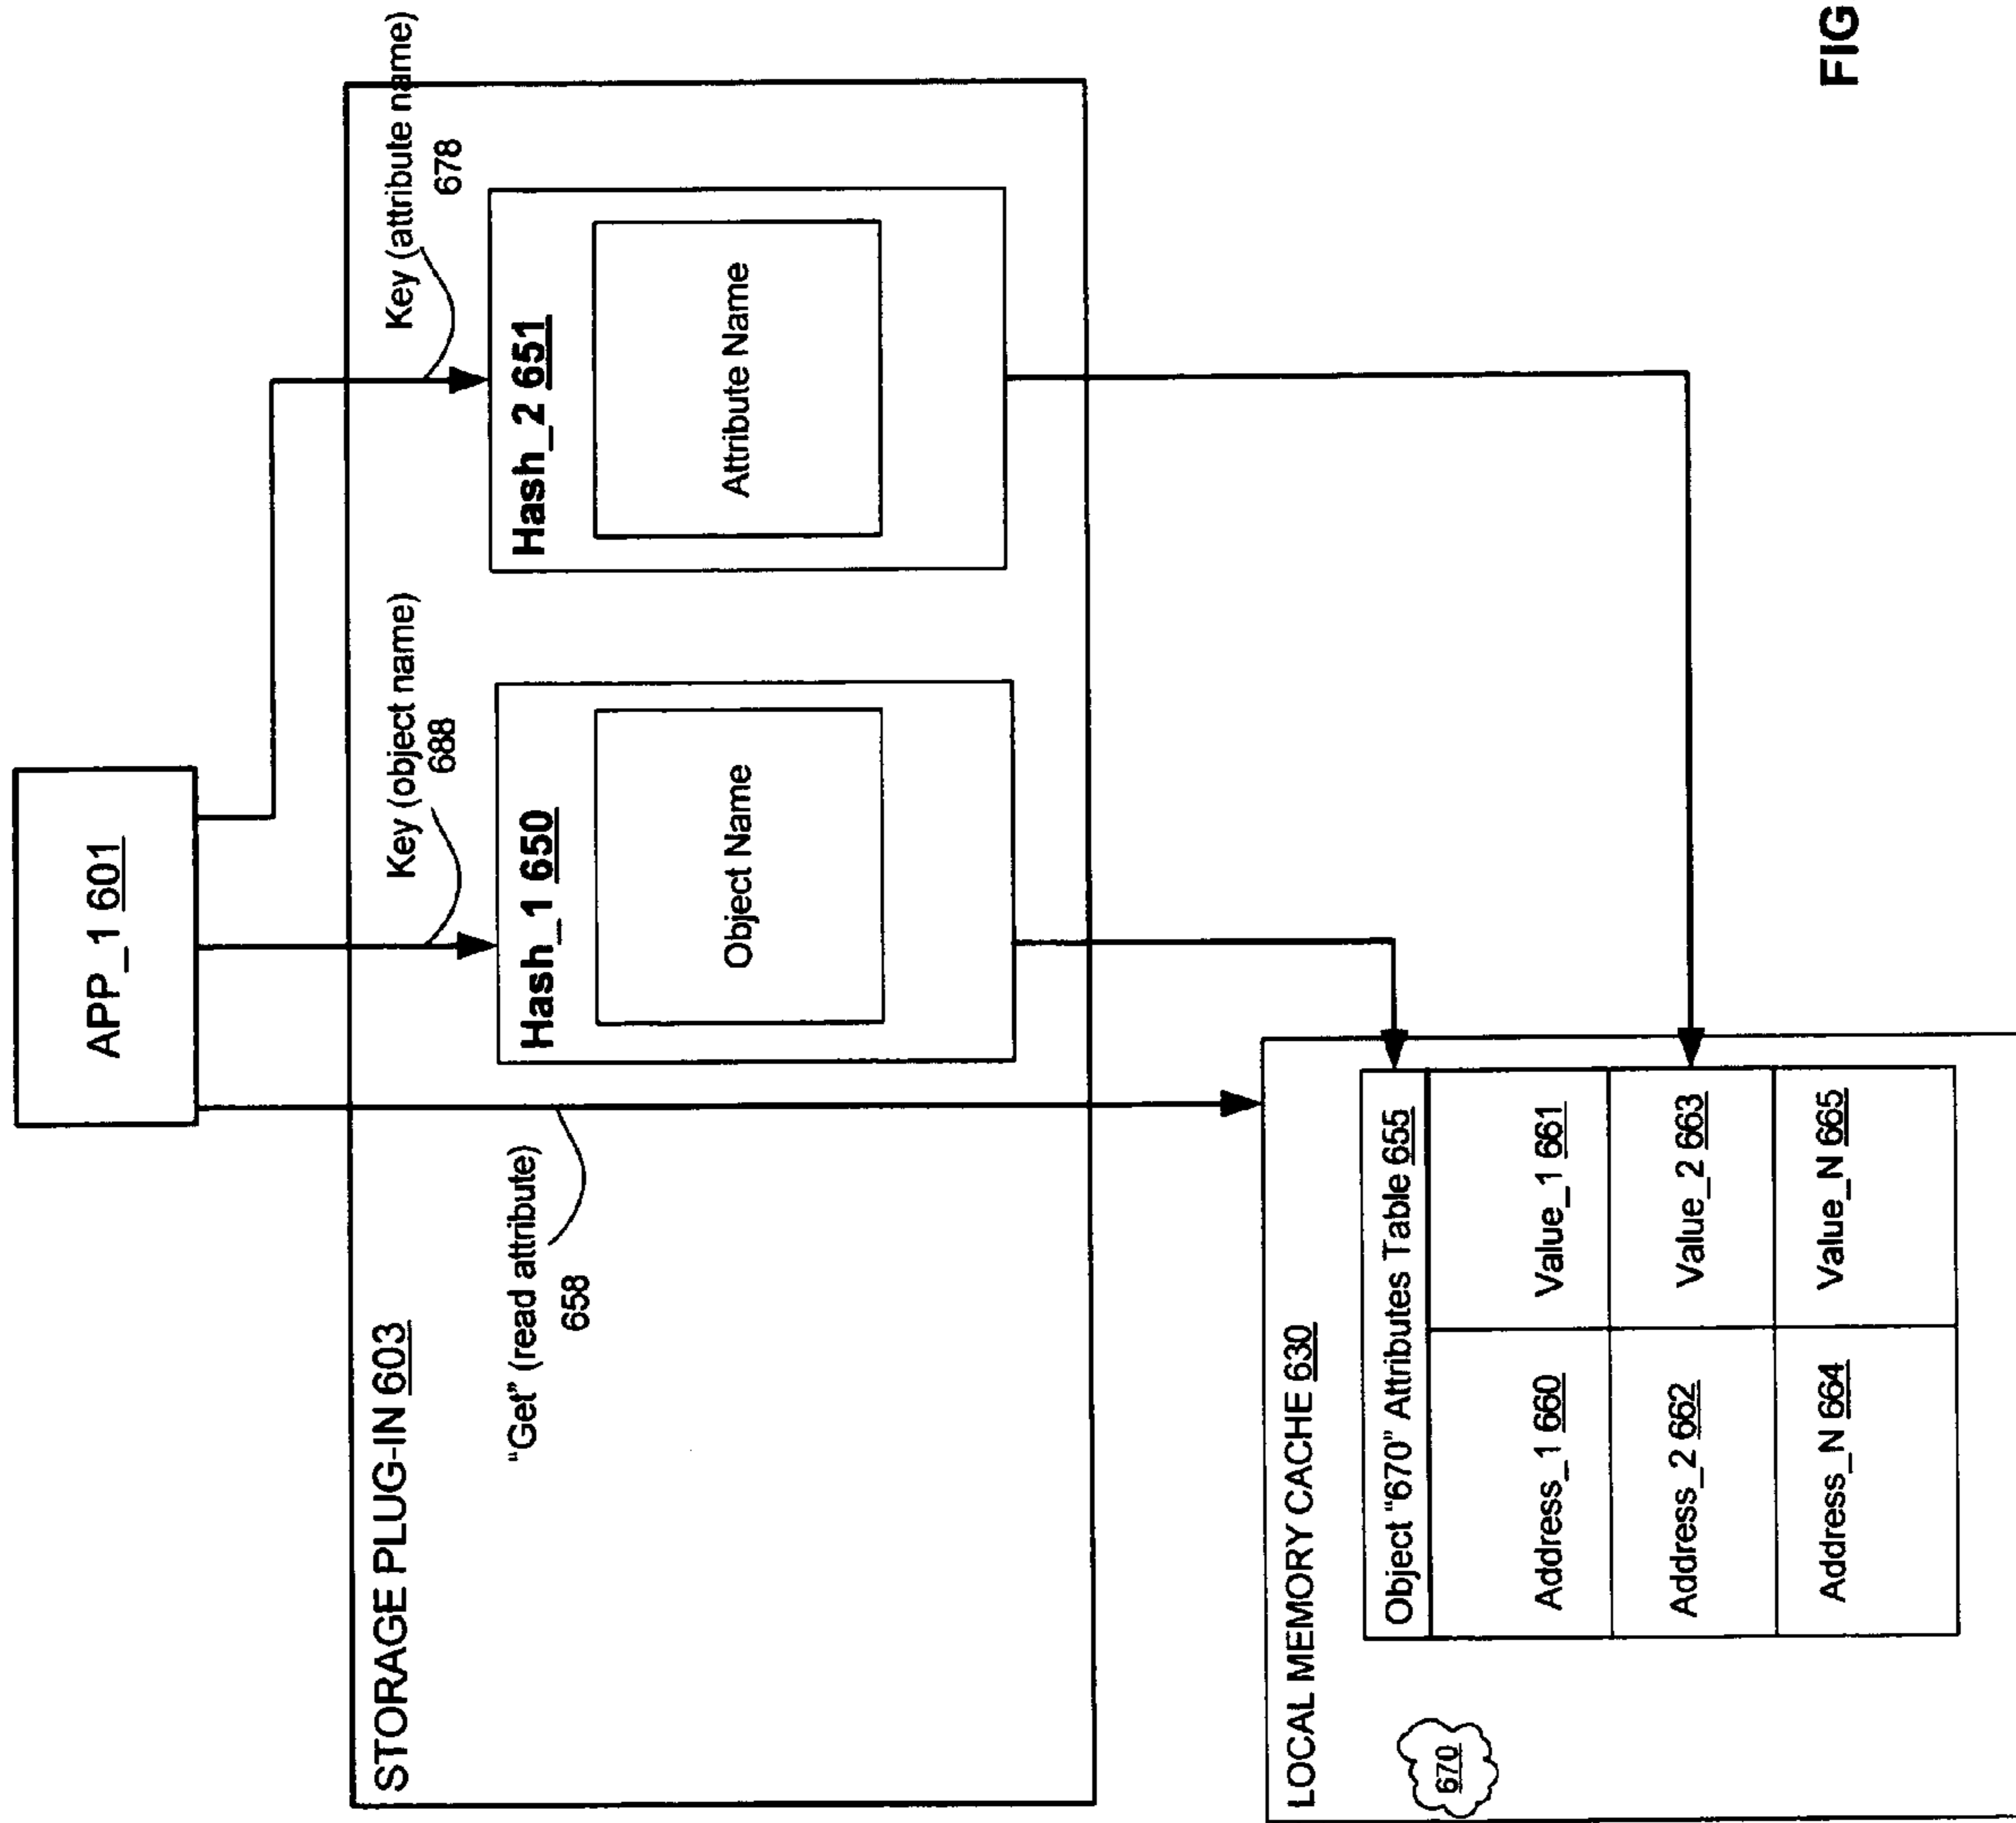 APP_1 601
STORAGE PLUG-IN 603
"Get" (read attribute)
658
Key (object name)
688
Key (attribute name)
678
Hash_1 650
Object Name
Hash_2 651
Attribute Name
LOCAL MEMORY CACHE 630
670
Object "670" Attributes Table 655
Address_1 660
Value_1 661
Address_2 662
Value_2 663
Address_N 664
Value_N 665
FIG